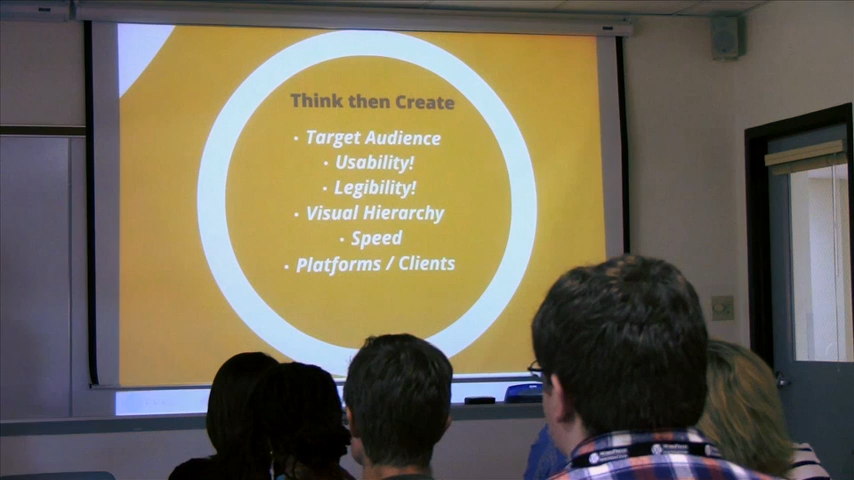 Think then Create
• Target Audience
• Usability!
• Legibility!
• Visual Hierarchy
• Speed
• Platforms / Clients